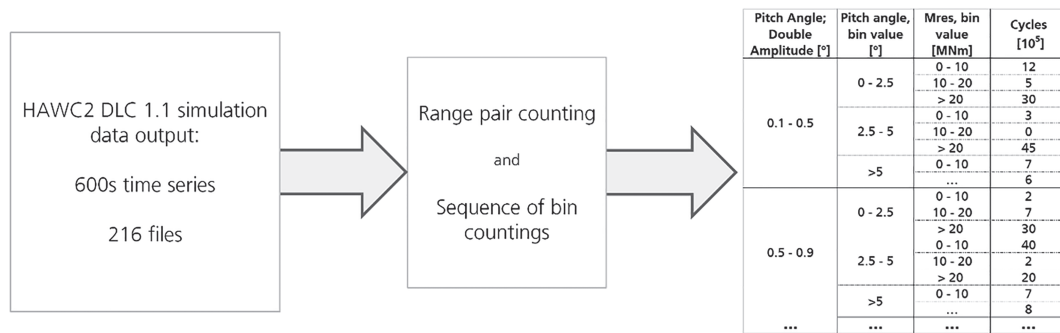 HAWC2 DLC 1.1 simulation
data output:
600s time series
216 files
Range pair counting
and
Sequence of bin
countings
Pitch Angle; Double Amplitude [°] Pitch angle, bin value [°] Mres, bin value [MNm] Cycles [10⁵]
0.1 - 0.5 0 - 2.5 0 - 10 12
10 - 20 5
> 20 30
2.5 - 5 0 - 10 3
10 - 20 0
> 20 45
>5 0 - 10 7
... 6
0.5 - 0.9 0 - 2.5 0 - 10 2
10 - 20 7
> 20 30
2.5 - 5 0 - 10 40
10 - 20 2
> 20 20
>5 0 - 10 7
... 8
... ... ... ...